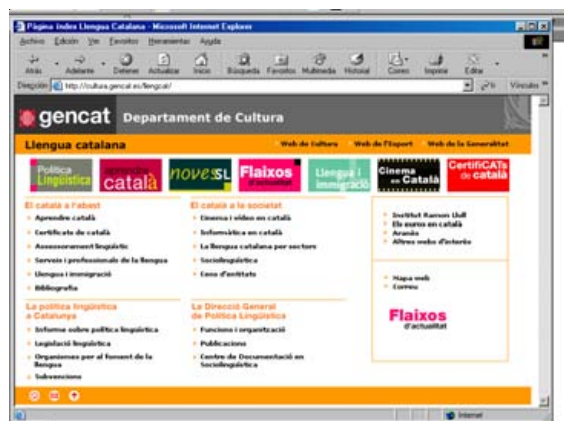 Página índex Llengua Catalana - Microsoft Internet Explorer
Archivo Edición Ver Favoritos Herramientas Ayuda
Atrás Adelante Detener Actualizar Inicio Búsqueda Favoritos Multimedia Historial Correo Imprimir Editar
Dirección http://cultura.gencat.es/llengcat/ Ir Vínculos
gencat Departament de Cultura
Llengua catalana Web de Cultura Web de l'Esport Web de la Generalitat
Política Lingüística
aprendre català
novesSL
Flaixos d'actualitat
Llengua i immigració
Cinema en Català
CertifiCATs de català
El català a l'abast
Aprendre català
Certificats de català
Assessorament lingüístic
Serveis i professionals de la llengua
Llengua i immigració
Bibliografia
El català a la societat
Cinema i vídeo en català
Informàtica en català
La llengua catalana per sectors
Sociolingüística
Cens d'entitats
Institut Ramon Llull
Els euros en català
Aranès
Altres webs d'interès
La política lingüística
a Catalunya
Informe sobre política lingüística
Legislació lingüística
Organismes per al foment de la
llengua
Subvencions
La Direcció General
de Política Lingüística
Funcions i organització
Publicacions
Centre de Documentació en
Sociolingüística
Mapa web
Correu
Flaixos
d'actualitat
Internet